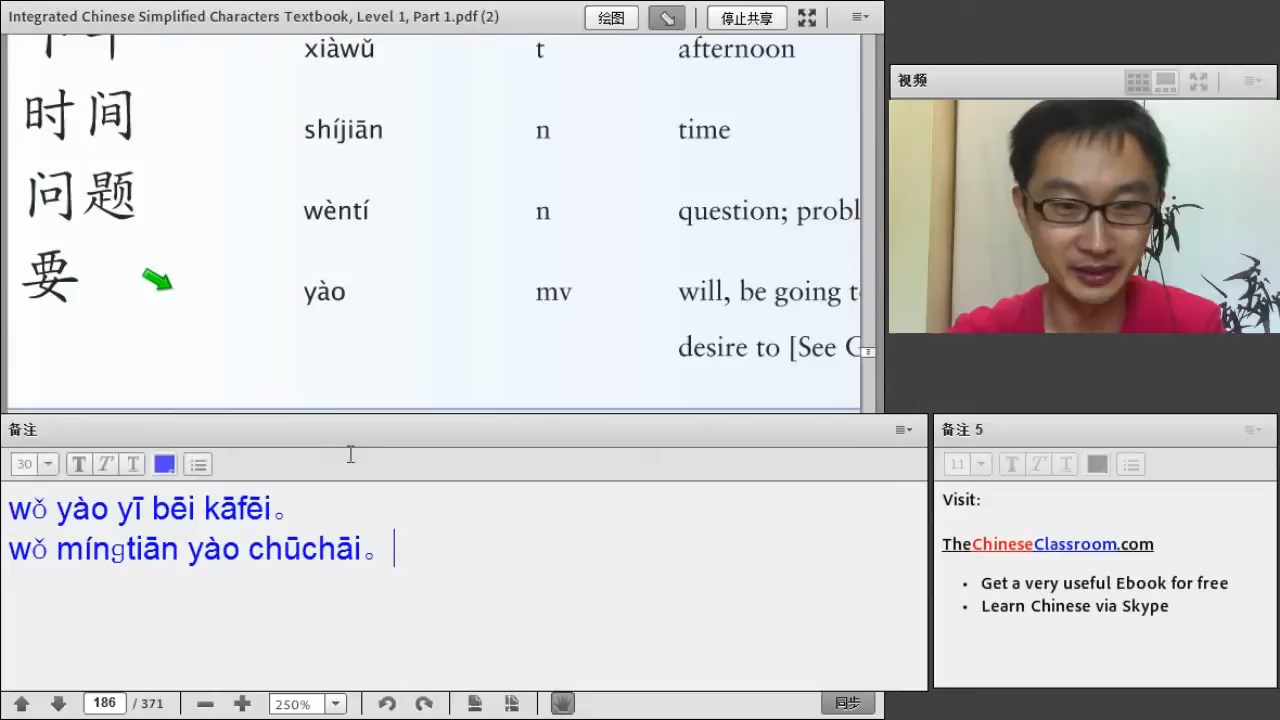 Integrated Chinese Simplified Characters Textbook, Level 1, Part 1.pdf (2)
绘图
停止共享
xiàwǔ t afternoon
时间 shíjiān n time
问题 wèntí n question; probl
要 yào mv will, be going t
desire to [See G
视频
备注
30
wǒ yào yī bēi kāfēi。
wǒ míngtiān yào chūchāi。
186 / 371
250%
同步
备注 5
11
Visit:
TheChineseClassroom.com
• Get a very useful Ebook for free
• Learn Chinese via Skype